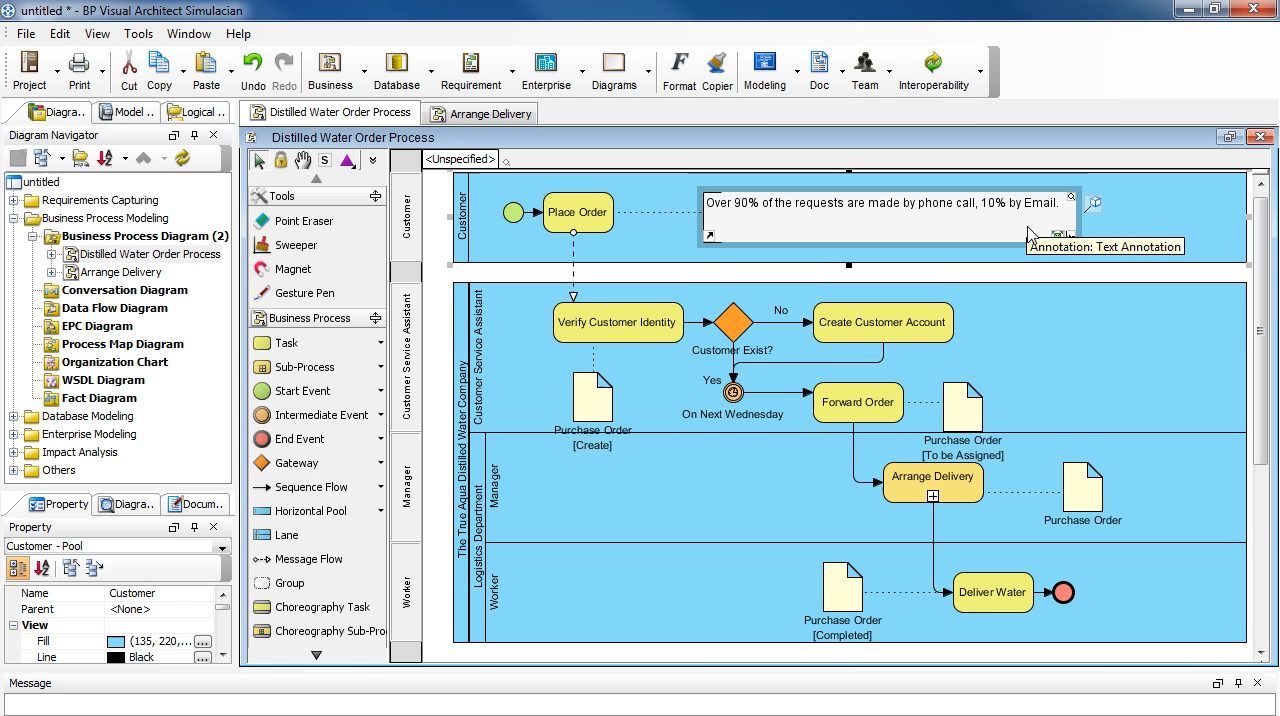 untitled * - BP Visual Architect Simulacian
File Edit View Tools Window Help
Project Print Cut Copy Paste Undo Redo Business Database Requirement Enterprise Diagrams Format Copier Modeling Doc Team Interoperability
Diagra.. Model .. Logical ..
Distilled Water Order Process
Arrange Delivery
Diagram Navigator
Distilled Water Order Process
untitled
Requirements Capturing
Business Process Modeling
Business Process Diagram (2)
Distilled Water Order Process
Arrange Delivery
Conversation Diagram
Data Flow Diagram
EPC Diagram
Process Map Diagram
Organization Chart
WSDL Diagram
Fact Diagram
Database Modeling
Enterprise Modeling
Impact Analysis
Others
Property Diagra.. Docum..
Property
Customer - Pool
Name Customer
Parent <None>
View
Fill (135, 220,... ...
Line Black ...
S
Tools
Point Eraser
Sweeper
Magnet
Gesture Pen
Business Process
Task
Sub-Process
Start Event
Intermediate Event
End Event
Gateway
Sequence Flow
Horizontal Pool
Lane
Message Flow
Group
Choreography Task
Choreography Sub-Pro
<Unspecified>
Customer
Customer Service Assistant
Manager
Worker
Customer
Place Order
Over 90% of the requests are made by phone call, 10% by Email.
Annotation: Text Annotation
The True Aqua Distilled Water Company
Customer Service Assistant
Verify Customer Identity
No
Create Customer Account
Customer Exist?
Yes
On Next Wednesday
Forward Order
Purchase Order
[Create]
Purchase Order
[To be Assigned]
Logistics Department
Manager
Arrange Delivery
Purchase Order
Worker
Deliver Water
Purchase Order
[Completed]
Message